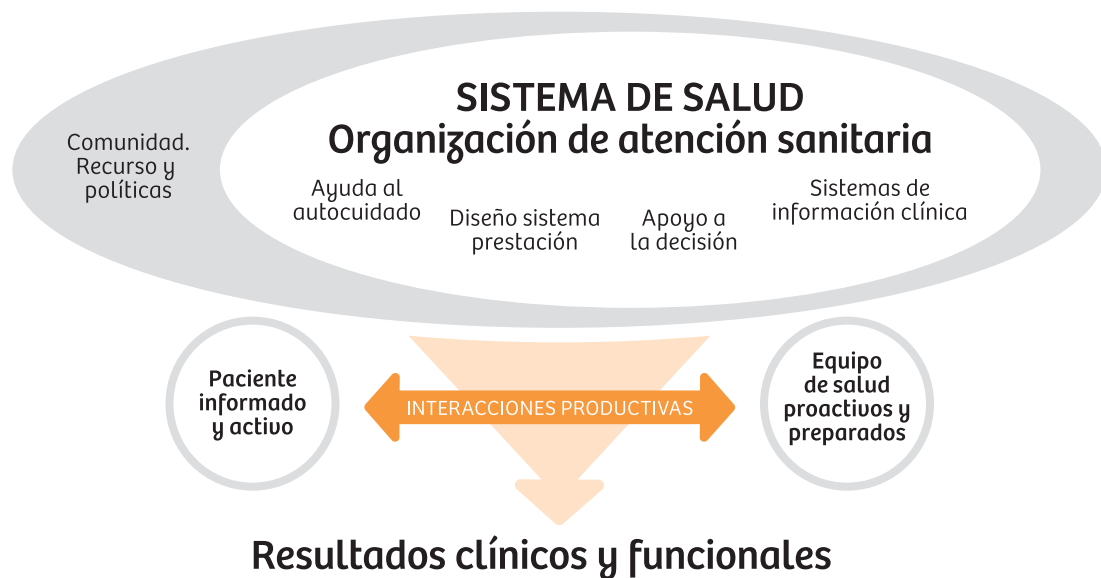 SISTEMA DE SALUD
Organización de atención sanitaria
Comunidad.
Recurso y
políticas
Ayuda al
autocuidado
Diseño sistema
prestación
Apoyo a
la decisión
Sistemas de
información clínica
Paciente
informado
y activo
INTERACCIONES PRODUCTIVAS
Equipo
de salud
proactivos y
preparados
Resultados clínicos y funcionales